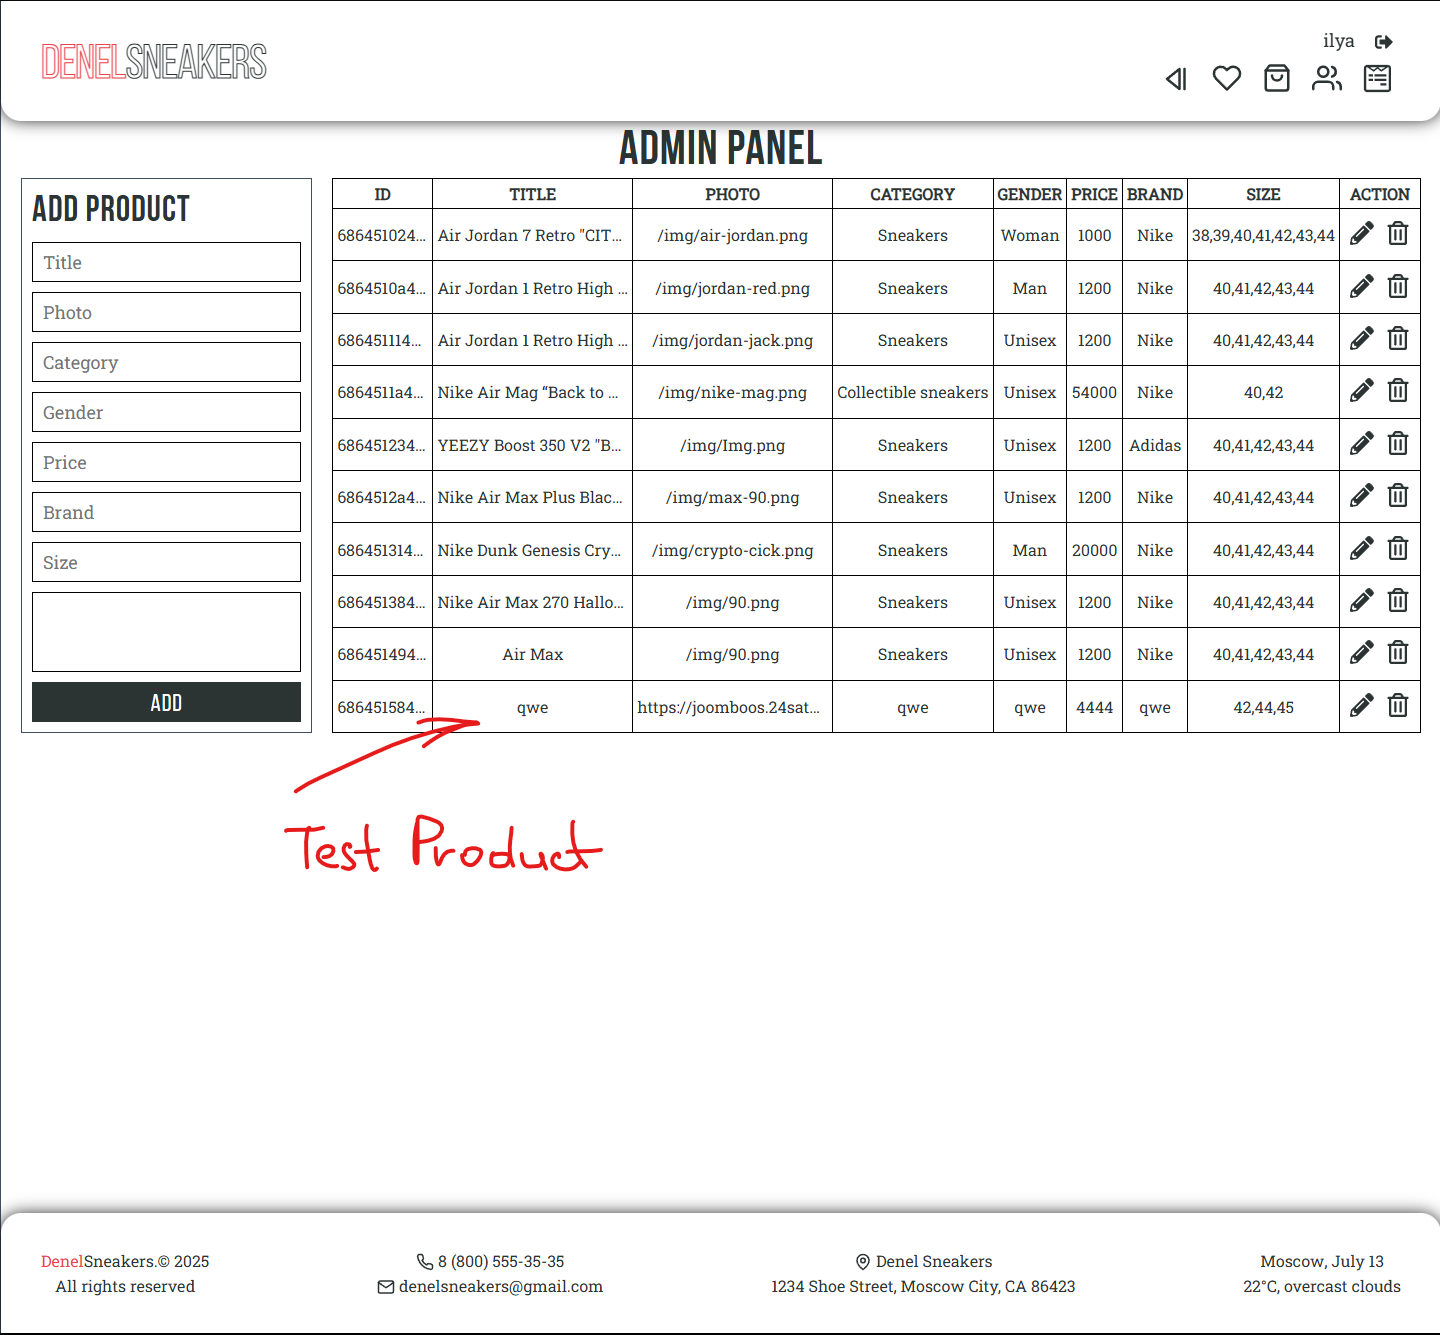 DENELSNEAKERS
ilya
ADMIN PANEL
ADD PRODUCT
Title
Photo
Category
Gender
Price
Brand
Size
ADD
ID TITLE PHOTO CATEGORY GENDER PRICE BRAND SIZE ACTION
686451024... Air Jordan 7 Retro "CIT... /img/air-jordan.png Sneakers Woman 1000 Nike 38,39,40,41,42,43,44
6864510a4... Air Jordan 1 Retro High ... /img/jordan-red.png Sneakers Man 1200 Nike 40,41,42,43,44
686451114... Air Jordan 1 Retro High ... /img/jordan-jack.png Sneakers Unisex 1200 Nike 40,41,42,43,44
6864511a4... Nike Air Mag “Back to ... /img/nike-mag.png Collectible sneakers Unisex 54000 Nike 40,42
686451234... YEEZY Boost 350 V2 "B... /img/Img.png Sneakers Unisex 1200 Adidas 40,41,42,43,44
6864512a4... Nike Air Max Plus Blac... /img/max-90.png Sneakers Unisex 1200 Nike 40,41,42,43,44
686451314... Nike Dunk Genesis Cry... /img/crypto-cick.png Sneakers Man 20000 Nike 40,41,42,43,44
686451384... Nike Air Max 270 Hallo... /img/90.png Sneakers Unisex 1200 Nike 40,41,42,43,44
686451494... Air Max /img/90.png Sneakers Unisex 1200 Nike 40,41,42,43,44
686451584... qwe https://joomboos.24sat... qwe qwe 4444 qwe 42,44,45
Test Product
DenelSneakers.© 2025
All rights reserved
8 (800) 555-35-35
denelsneakers@gmail.com
Denel Sneakers
1234 Shoe Street, Moscow City, CA 86423
Moscow, July 13
22°C, overcast clouds